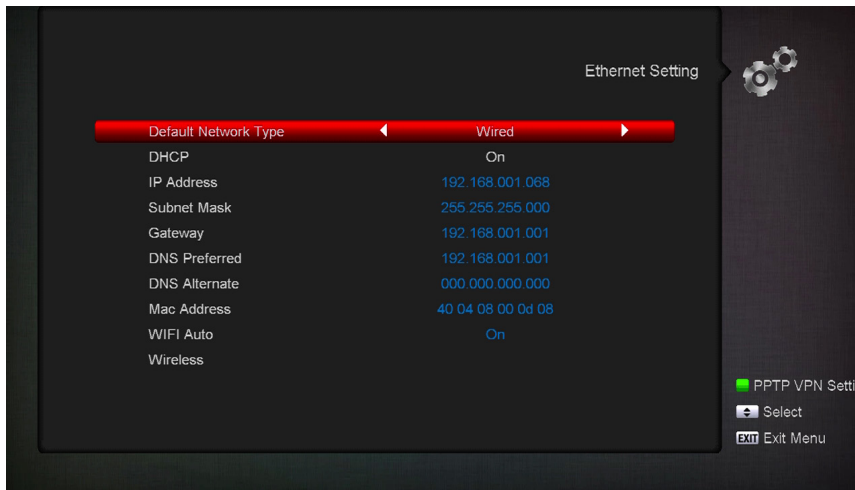 Ethernet Setting
Default Network Type Wired
DHCP On
IP Address 192.168.001.068
Subnet Mask 255.255.255.000
Gateway 192.168.001.001
DNS Preferred 192.168.001.001
DNS Alternate 000.000.000.000
Mac Address 40 04 08 00 0d 08
WIFI Auto On
Wireless
PPTP VPN Setti
Select
EXIT Exit Menu